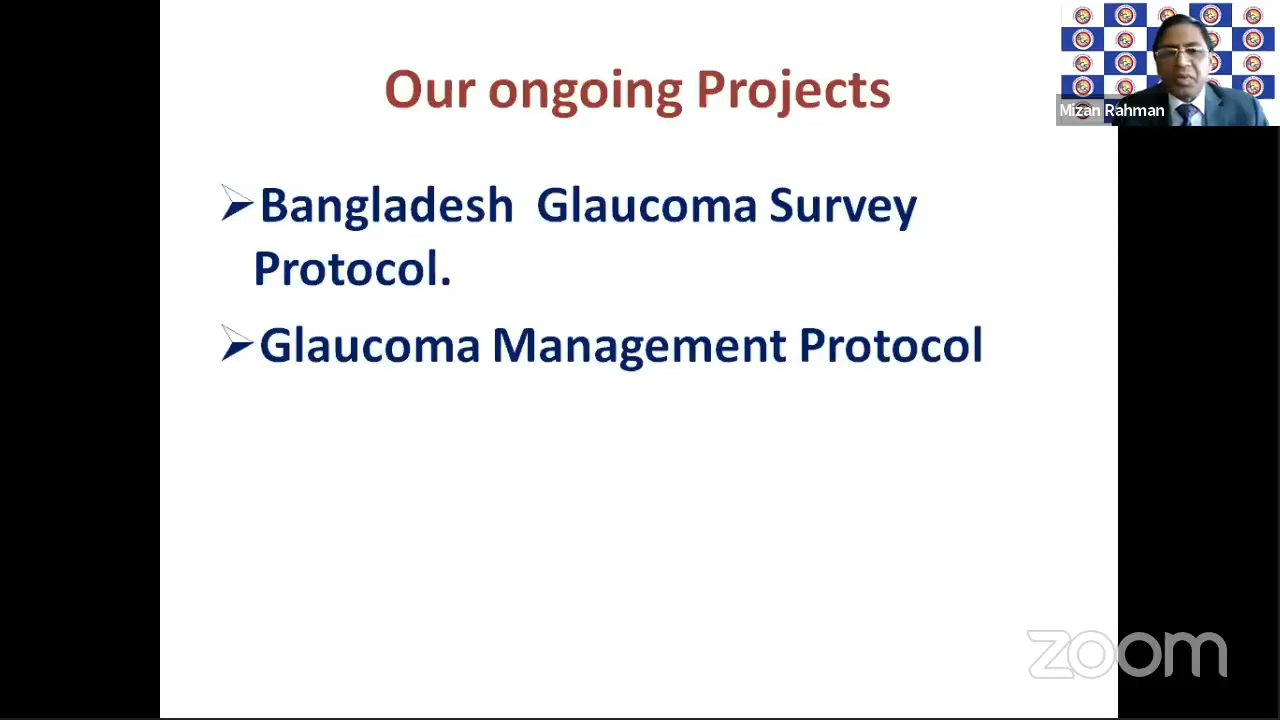 Our ongoing Projects
Mizan Rahman
➢Bangladesh Glaucoma Survey
Protocol.
➢Glaucoma Management Protocol
zoom